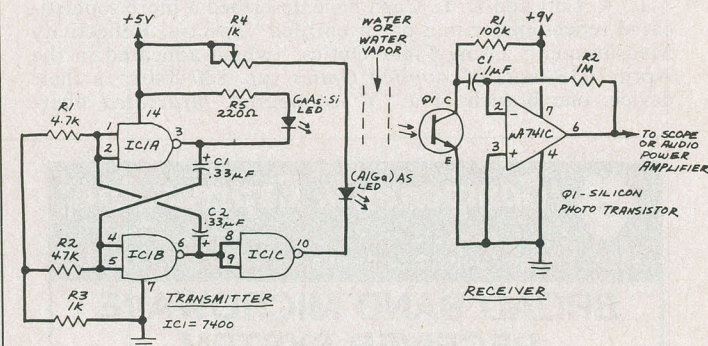 +5V
R4
1K
14
R5
220Ω
GaAs:Si
LED
R1
4.7K
1
2
IC1A
3
+
C1
.33µF
C2
.33µF
+
(AlGa)AS
LED
R2
4.7K
4
5
IC1B
6
8
9
IC1C
10
R3
1K
7
TRANSMITTER
IC1 = 7400
WATER
OR
WATER
VAPOR
+9V
R1
100K
C1
.1µF
R2
1M
Q1
C
E
2
-
3
+
µA741C
7
6
4
TO SCOPE
OR AUDIO
POWER
AMPLIFIER
Q1-SILICON
PHOTO TRANSISTOR
RECEIVER